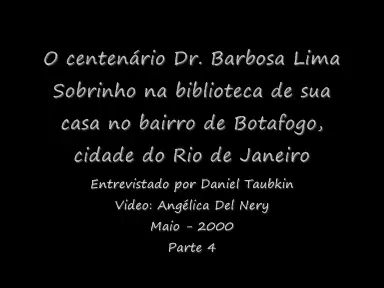 O centenário Dr. Barbosa Lima
Sobrinho na biblioteca de sua
casa no bairro de Botafogo,
cidade do Rio de Janeiro
Entrevistado por Daniel Taubkin
Video: Angélica Del Nery
Maio - 2000
Parte 4